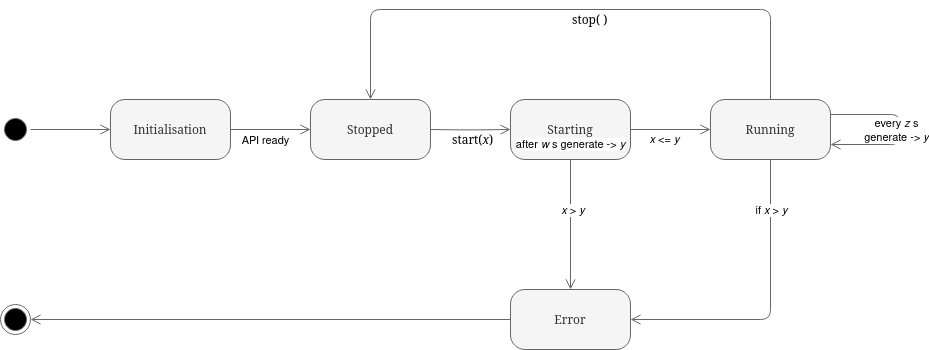 stop( )
Initialisation
API ready
Stopped
start(x)
Starting
after w s generate -> y
x <= y
Running
every z s
generate -> y
x > y
if x > y
Error